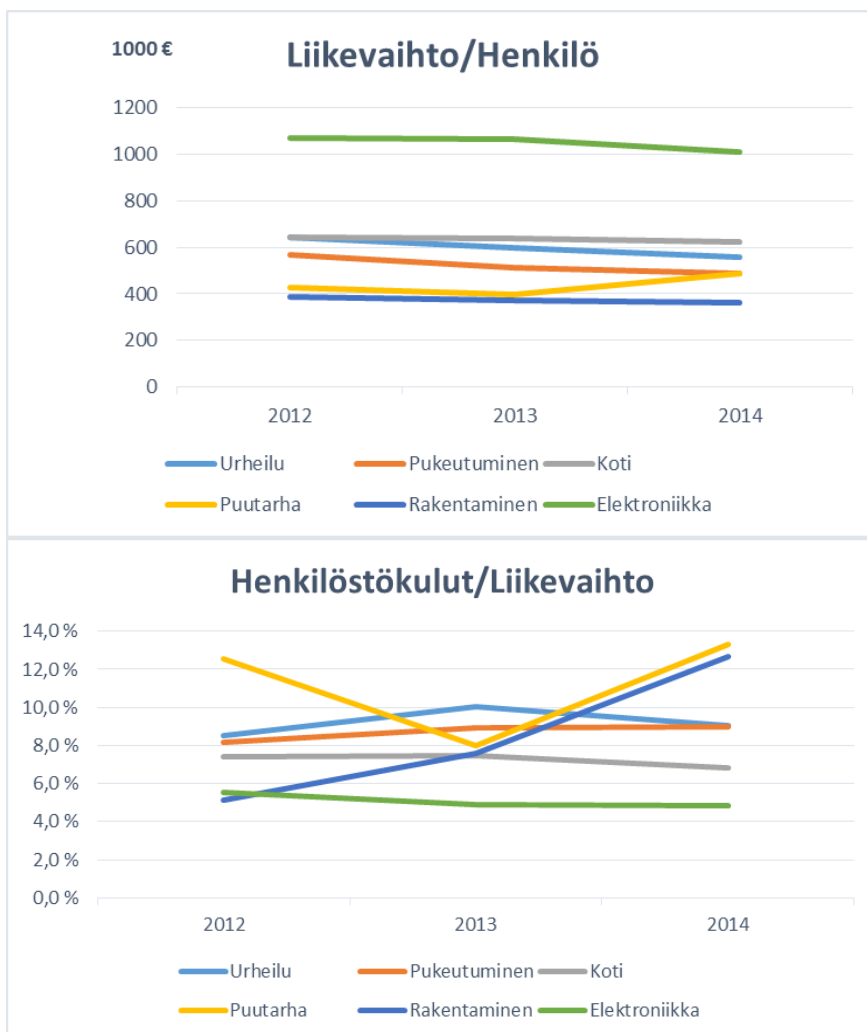 1000 €
Liikevaihto/Henkilö
1200
1000
800
600
400
200
0
2012 2013 2014
Urheilu Pukeutuminen Koti
Puutarha Rakentaminen Elektroniikka
Henkilöstökulut/Liikevaihto
14,0 %
12,0 %
10,0 %
8,0 %
6,0 %
4,0 %
2,0 %
0,0 %
2012 2013 2014
Urheilu Pukeutuminen Koti
Puutarha Rakentaminen Elektroniikka